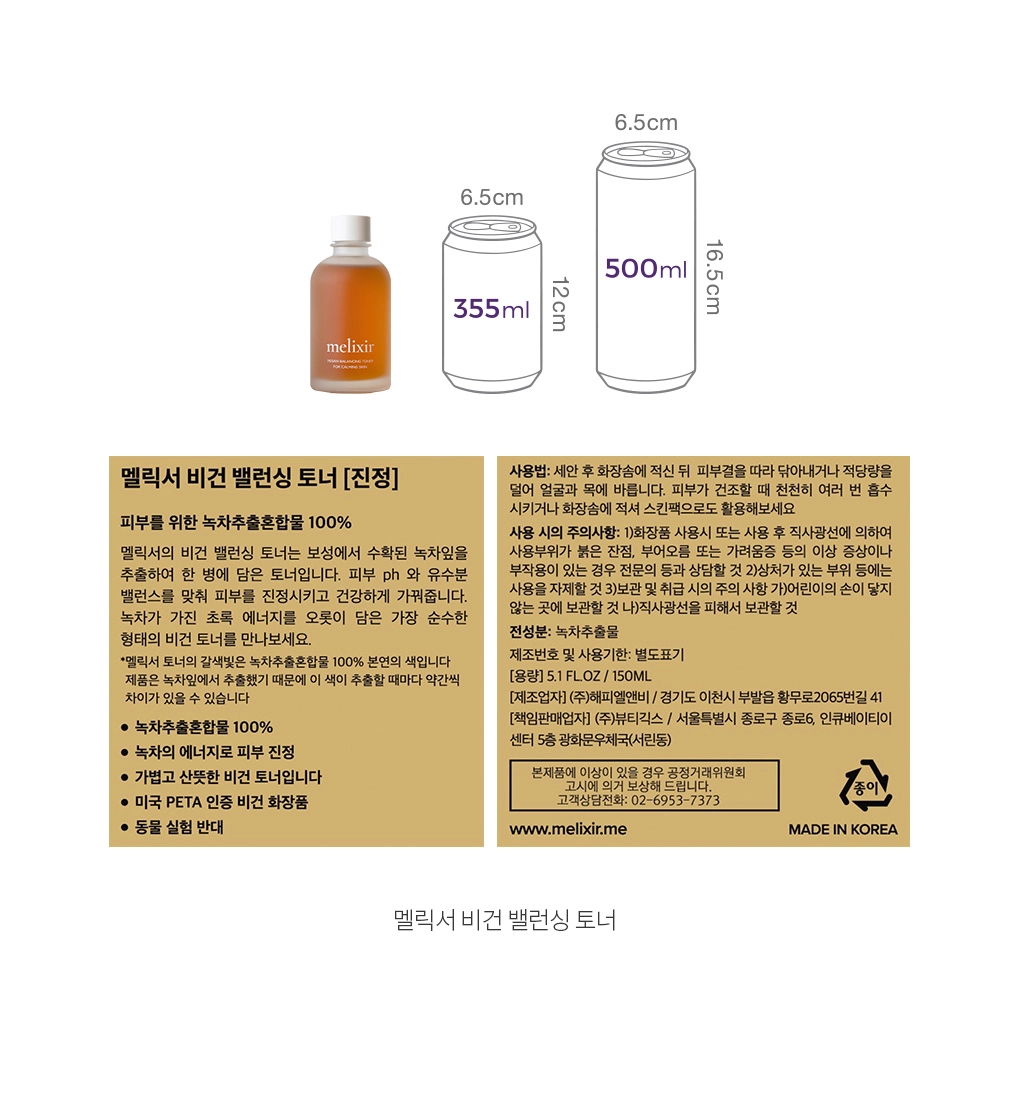 6.5cm
6.5cm
500ml
16.5cm
355ml
12cm
melixir
VEGAN BALANCING TONER
FOR CALMING SKIN
멜릭서 비건 밸런싱 토너 [진정]
피부를 위한 녹차추출혼합물 100%
멜릭서의 비건 밸런싱 토너는 보성에서 수확된 녹차잎을
추출하여 한 병에 담은 토너입니다. 피부 ph 와 유수분
밸런스를 맞춰 피부를 진정시키고 건강하게 가꿔줍니다.
녹차가 가진 초록 에너지를 오롯이 담은 가장 순수한
형태의 비건 토너를 만나보세요.
*멜릭서 토너의 갈색빛은 녹차추출혼합물 100% 본연의 색입니다
제품은 녹차잎에서 추출했기 때문에 이 색이 추출할 때마다 약간씩
차이가 있을 수 있습니다
● 녹차추출혼합물 100%
● 녹차의 에너지로 피부 진정
● 가볍고 산뜻한 비건 토너입니다
● 미국 PETA 인증 비건 화장품
● 동물 실험 반대
사용법: 세안 후 화장솜에 적신 뒤 피부결을 따라 닦아내거나 적당량을
덜어 얼굴과 목에 바릅니다. 피부가 건조할 때 천천히 여러 번 흡수
시키거나 화장솜에 적셔 스킨팩으로도 활용해보세요
사용 시의 주의사항: 1)화장품 사용시 또는 사용 후 직사광선에 의하여
사용부위가 붉은 잔점, 부어오름 또는 가려움증 등의 이상 증상이나
부작용이 있는 경우 전문의 등과 상담할 것 2)상처가 있는 부위 등에는
사용을 자제할 것 3)보관 및 취급 시의 주의 사항 가)어린이의 손이 닿지
않는 곳에 보관할 것 나)직사광선을 피해서 보관할 것
전성분: 녹차추출물
제조번호 및 사용기한: 별도표기
[용량] 5.1 FL.OZ / 150ML
[제조업자] (주)해피엘앤비 / 경기도 이천시 부발읍 황무로2065번길 41
[책임판매업자] (주)뷰티긱스 / 서울특별시 종로구 종로6, 인큐베이티이
센터 5층 광화문우체국(서린동)
본제품에 이상이 있을 경우 공정거래위원회
고시에 의거 보상해 드립니다.
고객상담전화: 02-6953-7373
종이
www.melixir.me
MADE IN KOREA
멜릭서 비건 밸런싱 토너